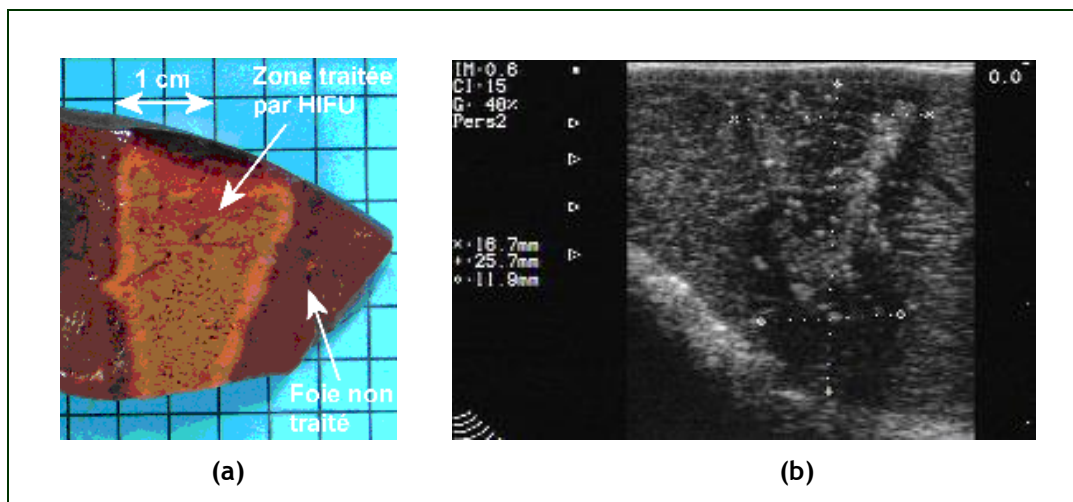 1 cm
Zone traitée
par HIFU
Foie non
traité
(a)
IM·0.6
CI·15
G· 48%
Pers2
×·16.7mm
+·25.7mm
⋄·11.9mm
0.0
(b)